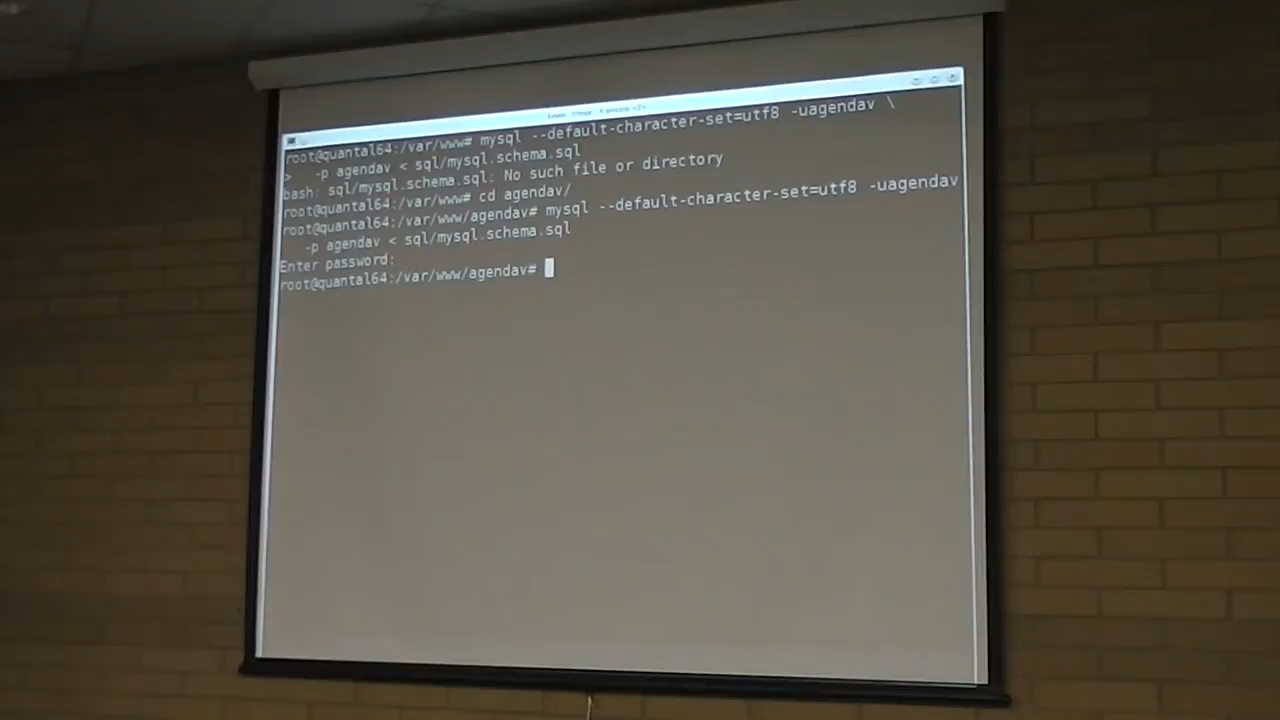 root@quantal64:/var/www# mysql --default-character-set=utf8 -uagendav \
>   -p agendav < sql/mysql.schema.sql
bash: sql/mysql.schema.sql: No such file or directory
root@quantal64:/var/www# cd agendav/
root@quantal64:/var/www/agendav# mysql --default-character-set=utf8 -uagendav
   -p agendav < sql/mysql.schema.sql
Enter password:
root@quantal64:/var/www/agendav#